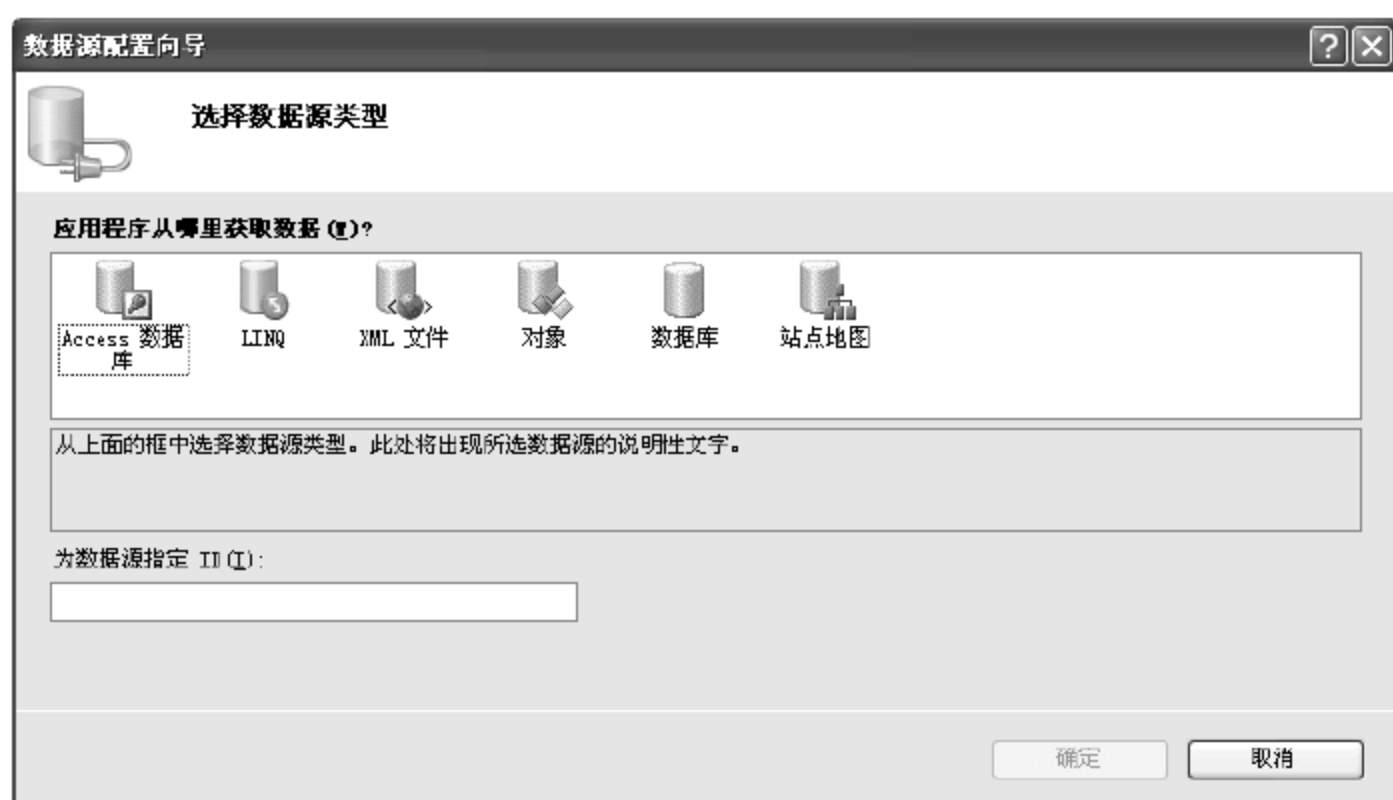 数据源配置向导
选择数据源类型
应用程序从哪里获取数据(W)?
Access 数据
库
LINQ
XML 文件
对象
数据库
站点地图
从上面的框中选择数据源类型。此处将出现所选数据源的说明性文字。
为数据源指定 ID(I):
确定
取消